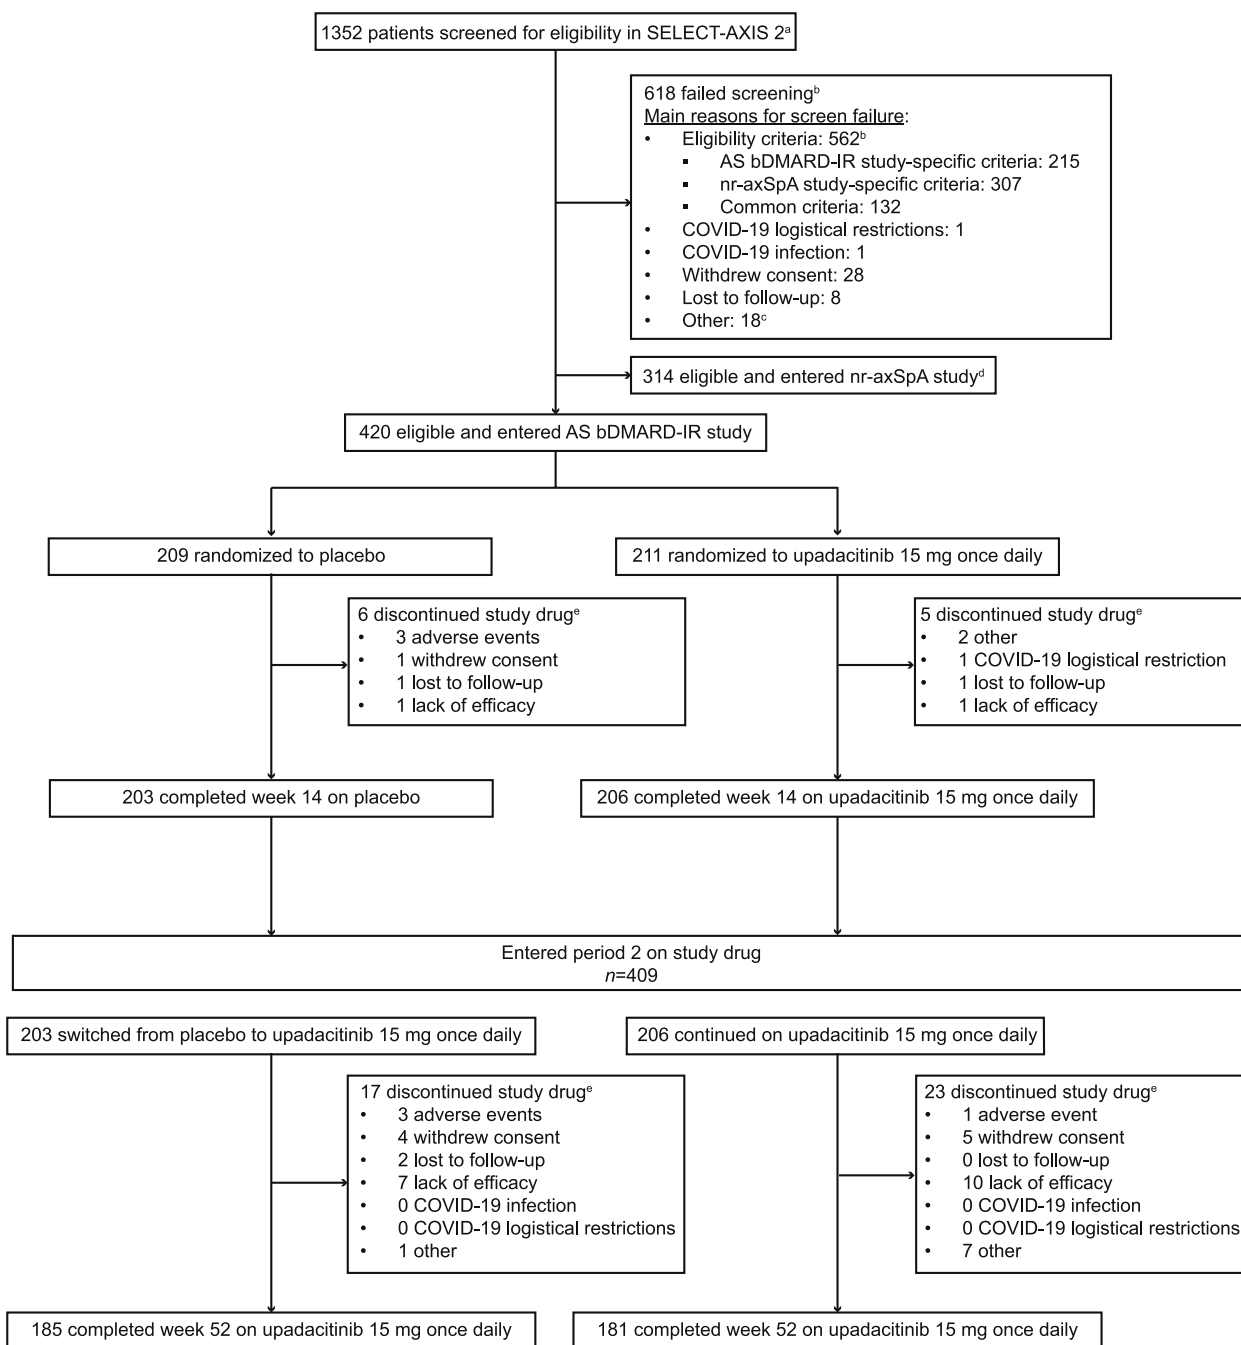 1352 patients screened for eligibility in SELECT-AXIS 2ᵃ
618 failed screeningᵇ
Main reasons for screen failure:
• Eligibility criteria: 562ᵇ
▪ AS bDMARD-IR study-specific criteria: 215
▪ nr-axSpA study-specific criteria: 307
▪ Common criteria: 132
• COVID-19 logistical restrictions: 1
• COVID-19 infection: 1
• Withdrew consent: 28
• Lost to follow-up: 8
• Other: 18ᶜ
314 eligible and entered nr-axSpA studyᵈ
420 eligible and entered AS bDMARD-IR study
209 randomized to placebo
211 randomized to upadacitinib 15 mg once daily
6 discontinued study drugᵉ
• 3 adverse events
• 1 withdrew consent
• 1 lost to follow-up
• 1 lack of efficacy
5 discontinued study drugᵉ
• 2 other
• 1 COVID-19 logistical restriction
• 1 lost to follow-up
• 1 lack of efficacy
203 completed week 14 on placebo
206 completed week 14 on upadacitinib 15 mg once daily
Entered period 2 on study drug
n=409
203 switched from placebo to upadacitinib 15 mg once daily
206 continued on upadacitinib 15 mg once daily
17 discontinued study drugᵉ
• 3 adverse events
• 4 withdrew consent
• 2 lost to follow-up
• 7 lack of efficacy
• 0 COVID-19 infection
• 0 COVID-19 logistical restrictions
• 1 other
23 discontinued study drugᵉ
• 1 adverse event
• 5 withdrew consent
• 0 lost to follow-up
• 10 lack of efficacy
• 0 COVID-19 infection
• 0 COVID-19 logistical restrictions
• 7 other
185 completed week 52 on upadacitinib 15 mg once daily
181 completed week 52 on upadacitinib 15 mg once daily